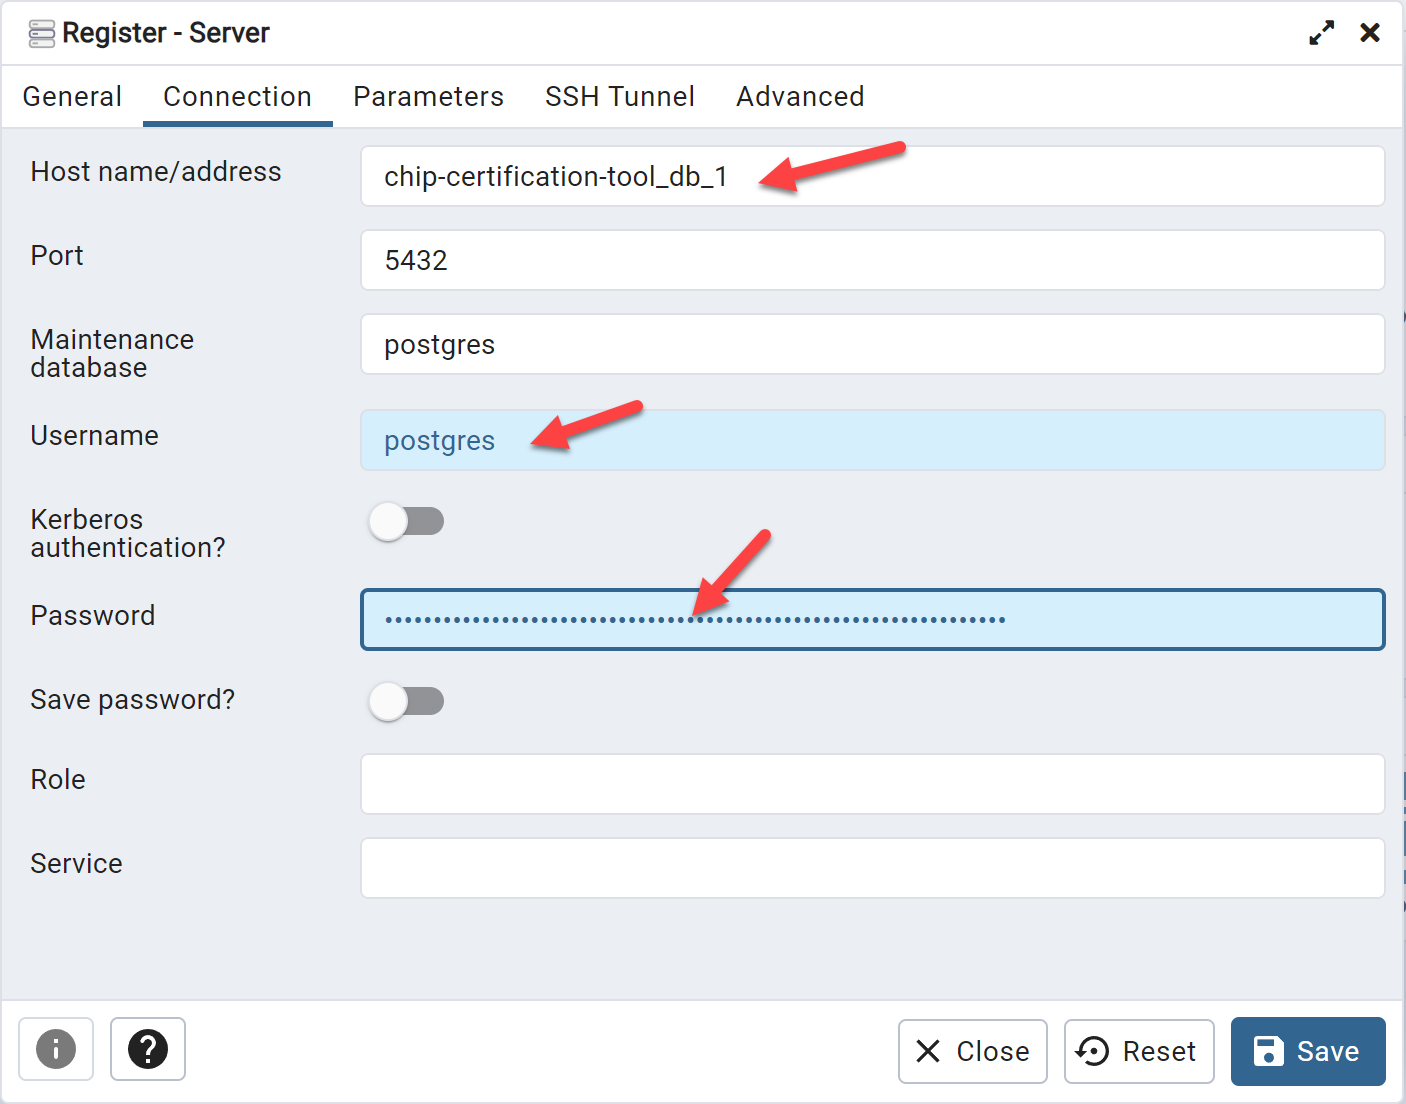 Register - Server
General Connection Parameters SSH Tunnel Advanced
Host name/address
chip-certification-tool_db_1
Port
5432
Maintenance
database
postgres
Username
postgres
Kerberos
authentication?
Password
Save password?
Role
Service
Close Reset Save